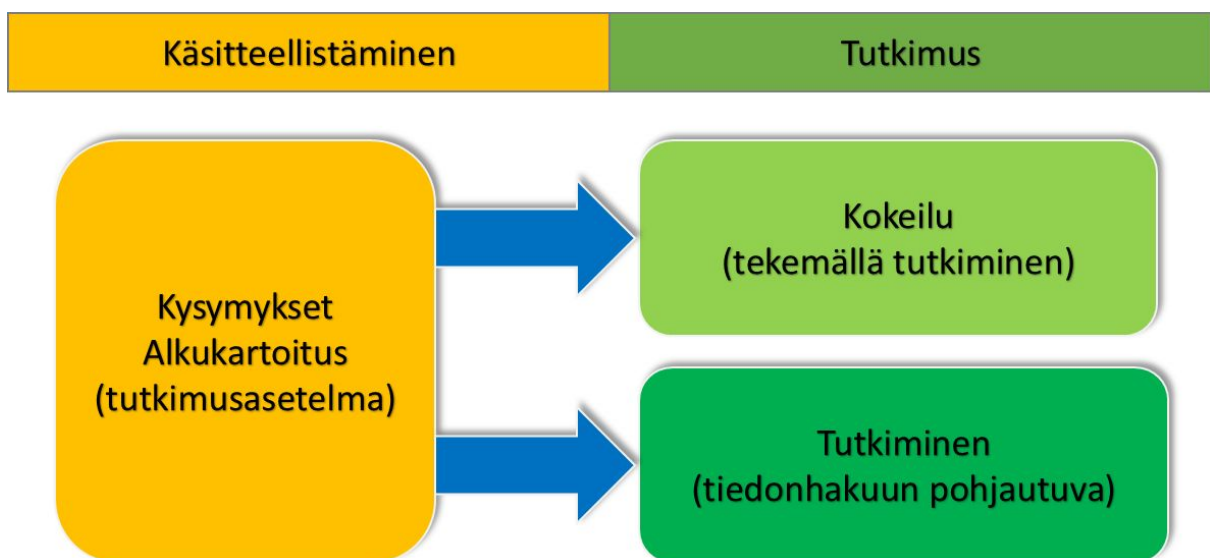 Käsitteellistäminen
Tutkimus
Kysymykset
Alkukartoitus
(tutkimusasetelma)
Kokeilu
(tekemällä tutkiminen)
Tutkiminen
(tiedonhakuun pohjautuva)